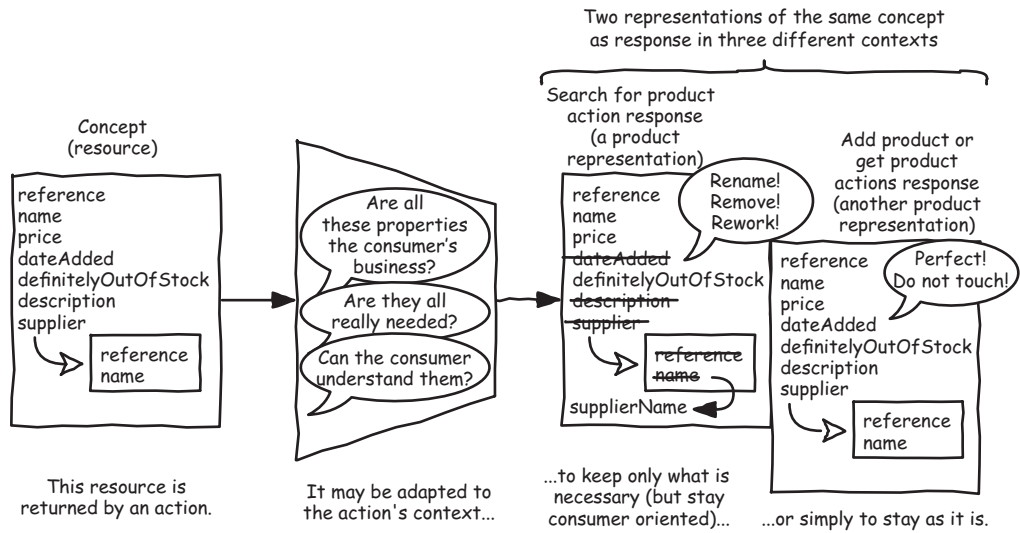 Two representations of the same concept
as response in three different contexts
Concept
(resource)
reference
name
price
dateAdded
definitelyOutOfStock
description
supplier
reference
name
This resource is
returned by an action.
Are all
these properties
the consumer's
business?
Are they all
really needed?
Can the consumer
understand them?
It may be adapted to
the action's context...
Search for product
action response
(a product
representation)
Rename!
Remove!
Rework!
reference
name
price
dateAdded
definitelyOutOfStock
description
supplier
reference
name
supplierName
...to keep only what is
necessary (but stay
consumer oriented)...
Add product or
get product
actions response
(another product
representation)
Perfect!
Do not touch!
reference
name
price
dateAdded
definitelyOutOfStock
description
supplier
reference
name
...or simply to stay as it is.